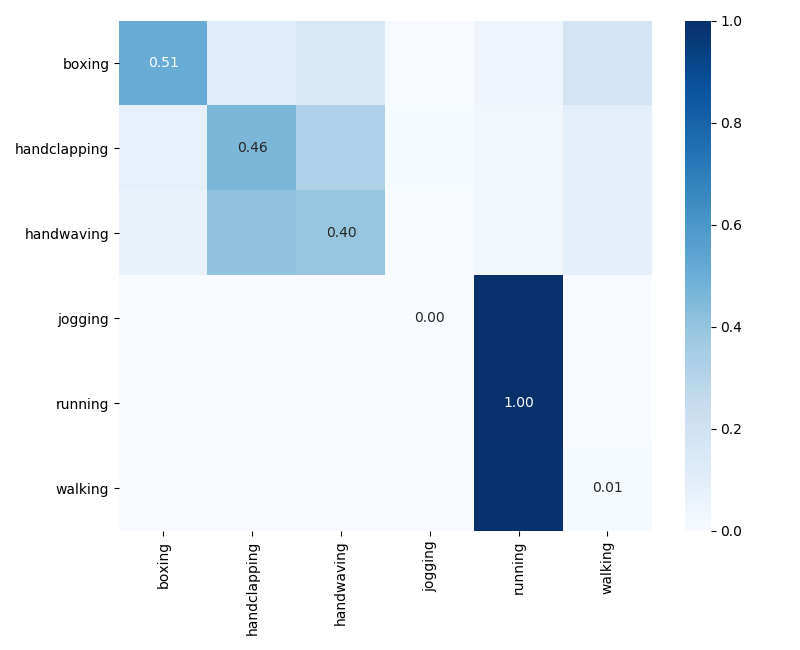 boxing
handclapping
handwaving
jogging
running
walking
0.51
0.46
0.40
0.00
1.00
0.01
boxing
handclapping
handwaving
jogging
running
walking
1.0
0.8
0.6
0.4
0.2
0.0